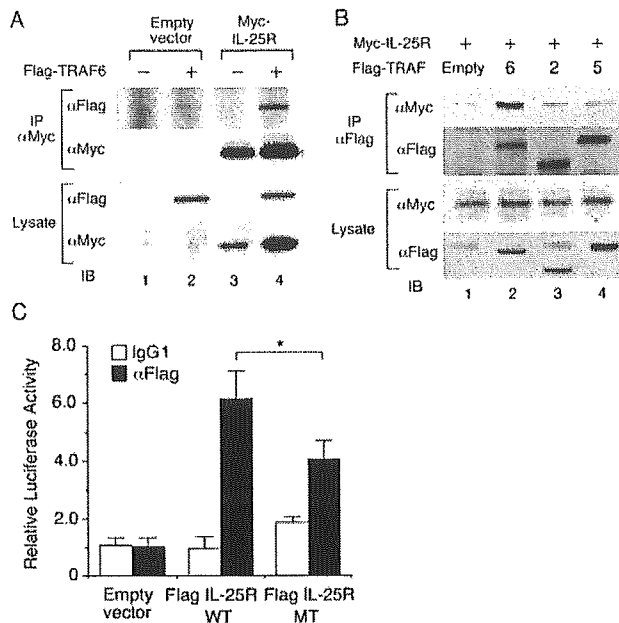 A
Empty vector
Myc-IL-25R
Flag-TRAF6 − + − +
IP αMyc
αFlag
αMyc
Lysate
αFlag
αMyc
IB 1 2 3 4
B
Myc-IL-25R + + + +
Flag-TRAF Empty 6 2 5
IP αFlag
αMyc
αFlag
Lysate
αMyc
αFlag
IB 1 2 3 4
C
Relative Luciferase Activity
8.0
6.0
4.0
2.0
.0
IgG1
αFlag
*
Empty vector
Flag IL-25R WT
Flag IL-25R MT